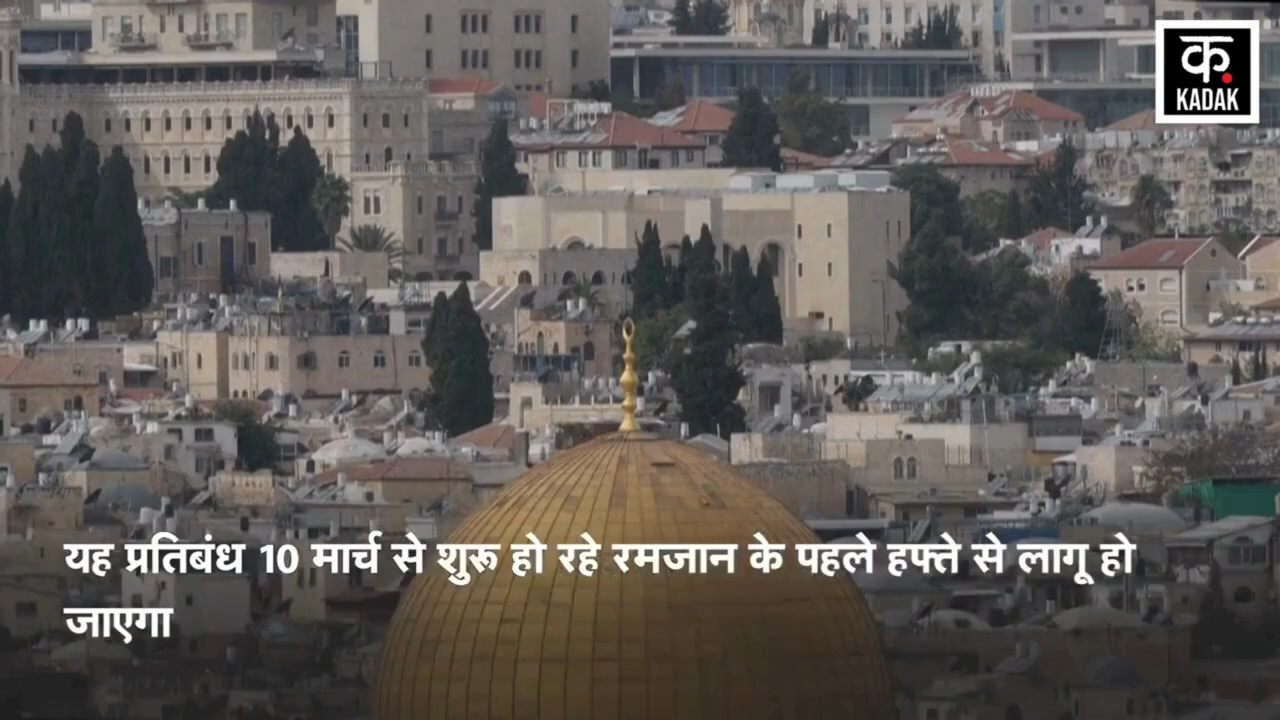 क.
KADAK
यह प्रतिबंध 10 मार्च से शुरू हो रहे रमजान के पहले हफ्ते से लागू हो
जाएगा